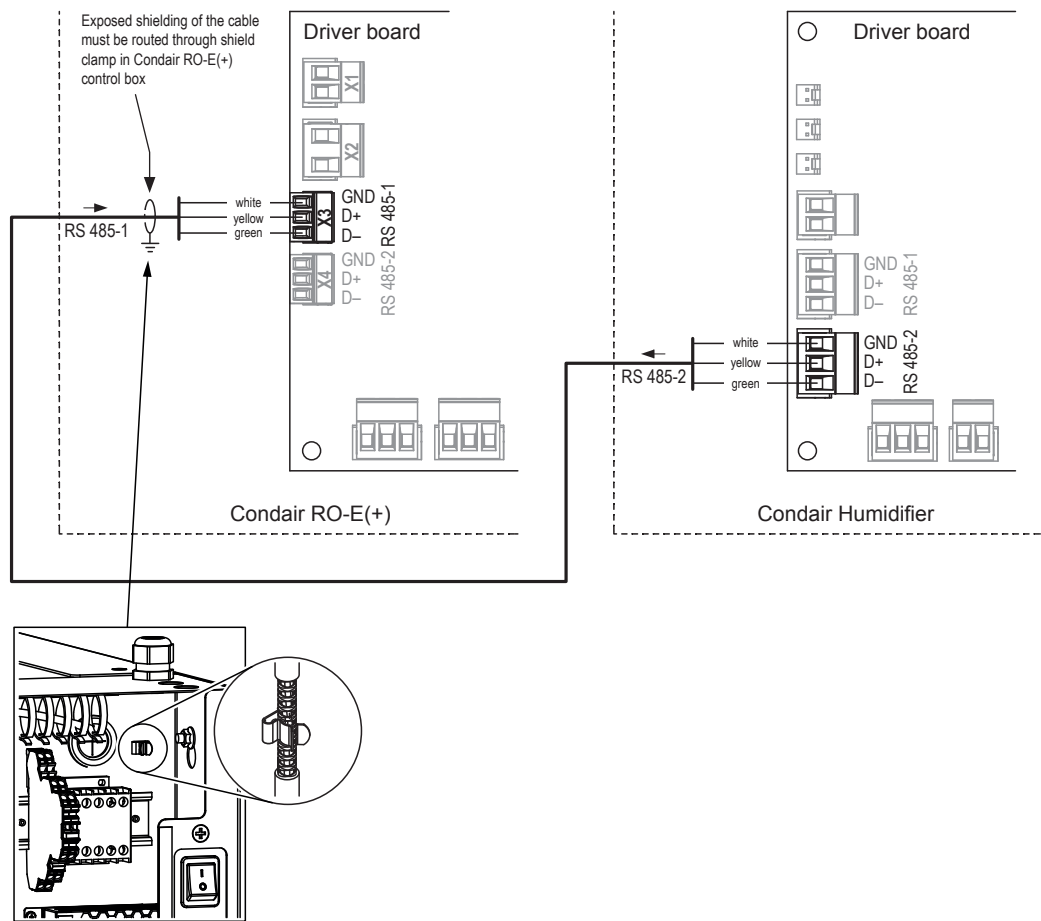 Exposed shielding of the cable
must be routed through shield
clamp in Condair RO-E(+)
control box
Driver board
X1
X2
white
yellow
green
X3
GND
D+
D–
RS 485-1
RS 485-1
X4
GND
D+
D–
RS 485-2
Condair RO-E(+)
Driver board
GND
D+
D–
RS 485-1
white
yellow
green
GND
D+
D–
RS 485-2
RS 485-2
Condair Humidifier
I
O